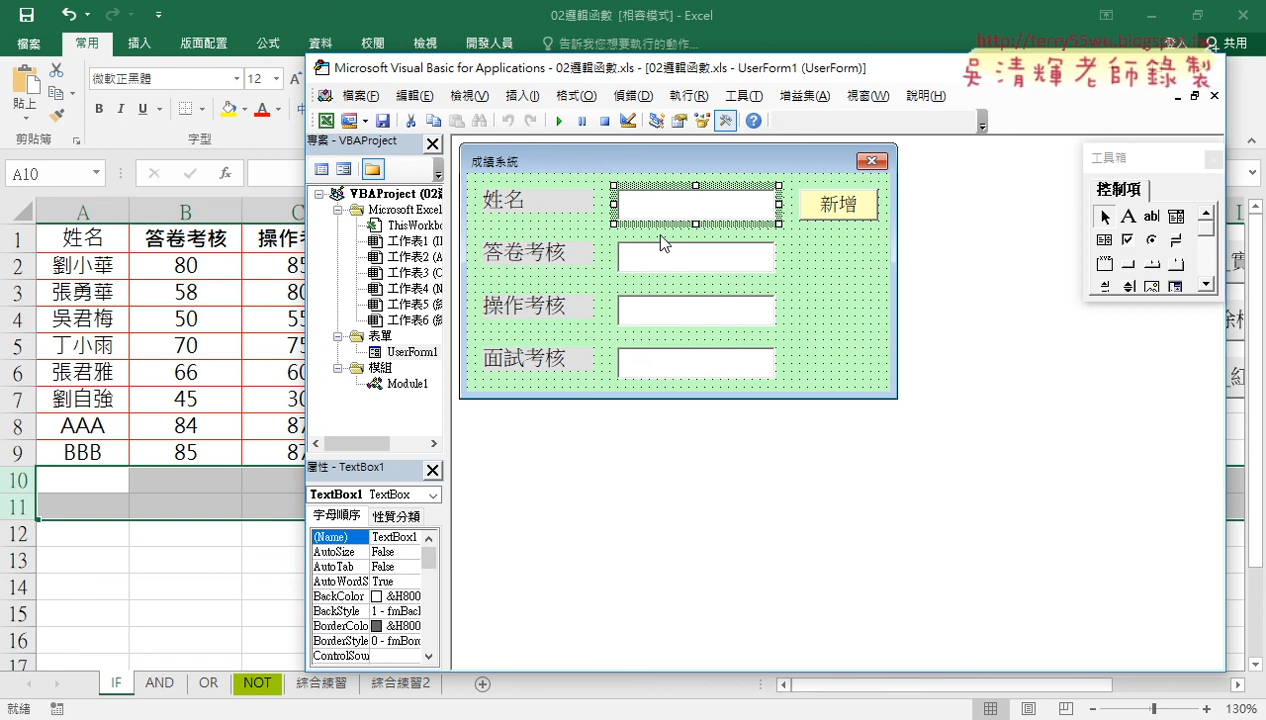 02邏輯函數 [相容模式] - Excel
http://terry55wu.blogspot.tw
吳清輝老師錄製
檔案 常用 插入 版面配置 公式 資料 校閱 檢視 開發人員 告訴我您想要執行的動作... 登入 共用
貼上 微軟正黑體 12
B I U
剪貼簿 字型
A10
A B C
1 姓名 答卷考核 操作
2 劉小華 80
3 張勇華 58
4 吳君梅 50
5 丁小雨 70
6 張君雅 66
7 劉自強 45
8 AAA 84
9 BBB 85
10
11
12
13
14
15
16
17
IF AND OR NOT 綜合練習 綜合練習2
就緒 130%
Microsoft Visual Basic for Applications - 02邏輯函數.xls - [02邏輯函數.xls - UserForm1 (UserForm)]
檔案(F) 編輯(E) 檢視(V) 插入(I) 格式(O) 偵錯(D) 執行(R) 工具(T) 增益集(A) 視窗(W) 說明(H)
專案 - VBAProject
VBAProject (02
Microsoft Excel
ThisWorkb
工作表1 (I
工作表2 (A
工作表3 (
工作表4 (N
工作表5 (
工作表6 (
表單
UserForm1
模組
Module1
屬性 - TextBox1
TextBox1 TextBox
字母順序 性質分類
(Name) TextBox1
AutoSize False
AutoTab False
AutoWordS True
BackColor &H800
BackStyle 1 - fmBac
BorderColo &H800
BorderStyle 0 - fmBor
ControlSou
成績系統
姓名 新增
答卷考核
操作考核
面試考核
工具箱
控制項
A abl